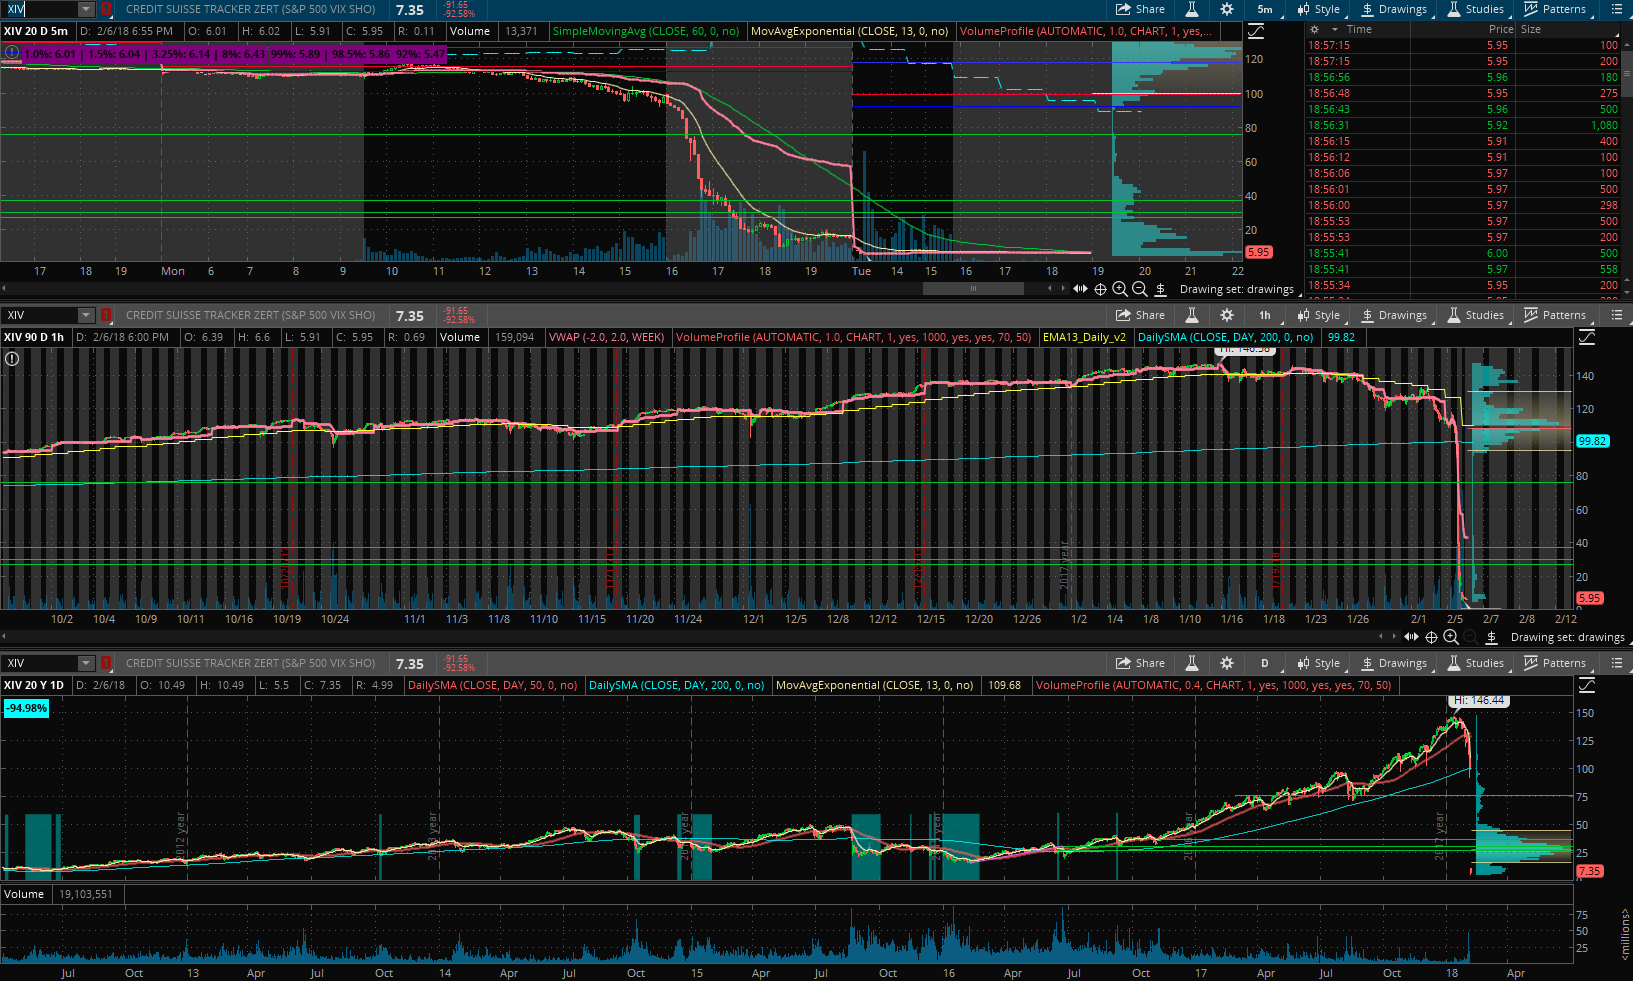 XIV 1 CREDIT SUISSE TRACKER ZERT (S&P 500 VIX SHO) 7.35 -91.65 -92.58% Share 5m Style Drawings Studies Patterns
XIV 20 D 5m D: 2/6/18 6:55 PM O: 6.01 H: 6.02 L: 5.91 C: 5.95 R: 0.11 Volume 13,371 SimpleMovingAvg (CLOSE, 60, 0, no) MovAvgExponential (CLOSE, 13, 0, no) VolumeProfile (AUTOMATIC, 1.0, CHART, 1, yes,...
1.0%: 6.01 | 1.5%: 6.04 | 3.25%: 6.14 | 8%: 6.43 99%: 5.89 | 98.5%: 5.86 92%: 5.47
120
100
80
60
40
20
5.95
17 18 19 Mon 6 7 8 9 10 11 12 13 14 15 16 17 18 19 Tue 14 15 16 17 18 19 20 21 22
Drawing set: drawings
Time Price Size
18:57:15 5.95 100
18:57:15 5.95 200
18:56:56 5.96 180
18:56:48 5.95 275
18:56:43 5.96 500
18:56:31 5.92 1,080
18:56:15 5.91 400
18:56:12 5.91 100
18:56:06 5.97 100
18:56:01 5.97 500
18:56:00 5.97 298
18:55:53 5.97 500
18:55:53 5.97 200
18:55:41 6.00 500
18:55:41 5.97 558
18:55:34 5.95 200
XIV 1 CREDIT SUISSE TRACKER ZERT (S&P 500 VIX SHO) 7.35 -91.65 -92.58% Share 1h Style Drawings Studies Patterns
XIV 90 D 1h D: 2/6/18 6:00 PM O: 6.39 H: 6.6 L: 5.91 C: 5.95 R: 0.69 Volume 159,094 VWAP (-2.0, 2.0, WEEK) VolumeProfile (AUTOMATIC, 1.0, CHART, 1, yes, 1000, yes, yes, 70, 50) EMA13_Daily_v2 DailySMA (CLOSE, DAY, 200, 0, no) 99.82
140
120
99.82
80
60
40
20
5.95
0
1/19/18
2017 year
10/2 10/4 10/9 10/11 10/16 10/19 10/24 11/1 11/3 11/8 11/10 11/15 11/20 11/24 12/1 12/5 12/8 12/12 12/15 12/20 12/26 1/2 1/4 1/8 1/10 1/12 1/18 1/23 1/26 2/1 2/5 2/7 2/8 2/12
Drawing set: drawings
XIV 1 CREDIT SUISSE TRACKER ZERT (S&P 500 VIX SHO) 7.35 -91.65 -92.58% Share D Style Drawings Studies Patterns
XIV 20 Y 1D D: 2/6/18 O: 10.49 H: 10.49 L: 5.5 C: 7.35 R: 4.99 DailySMA (CLOSE, DAY, 50, 0, no) DailySMA (CLOSE, DAY, 200, 0, no) MovAvgExponential (CLOSE, 13, 0, no) 109.68 VolumeProfile (AUTOMATIC, 0.4, CHART, 1, yes, 1000, yes, yes, 70, 50)
-94.98%
Hi: 146.44
150
125
100
75
50
25
7.35
2012 year
2017 year
Volume 19,103,551
75
50
25
<millions>
Jul Oct 13 Apr Jul Oct 14 Apr Jul Oct 15 Apr Jul Oct 16 Apr Jul Oct 17 Apr Jul Oct 18 Apr